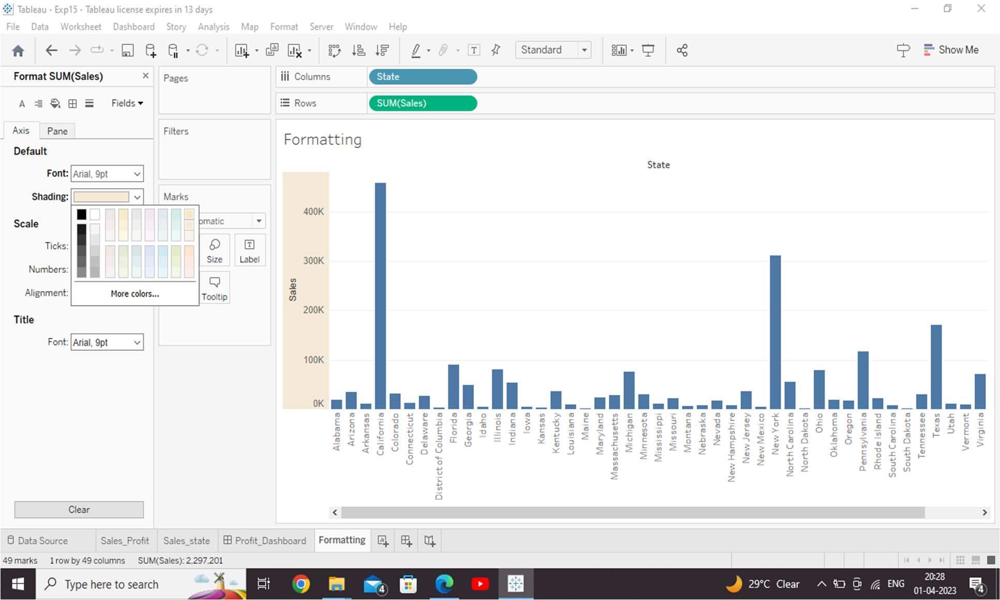 Tableau - Exp15 - Tableau license expires in 13 days
File Data Worksheet Dashboard Story Analysis Map Format Server Window Help
Standard
Show Me
Format SUM(Sales)
Fields
Axis
Pane
Default
Font: Arial, 9pt
Shading:
Scale
Ticks:
Numbers:
Alignment:
More colors...
Title
Font: Arial, 9pt
Clear
Pages
Filters
Marks
omatic
Size
Label
Tooltip
Columns
State
Rows
SUM(Sales)
Formatting
State
Sales
400K
300K
200K
100K
0K
Alabama
Arizona
Arkansas
California
Colorado
Connecticut
Delaware
District of Columbia
Florida
Georgia
Idaho
Illinois
Indiana
Iowa
Kansas
Kentucky
Louisiana
Maine
Maryland
Massachusetts
Michigan
Minnesota
Mississippi
Missouri
Montana
Nebraska
Nevada
New Hampshire
New Jersey
New Mexico
New York
North Carolina
North Dakota
Ohio
Oklahoma
Oregon
Pennsylvania
Rhode Island
South Carolina
South Dakota
Tennessee
Texas
Utah
Vermont
Virginia
Data Source
Sales_Profit
Sales_state
Profit_Dashboard
Formatting
49 marks
1 row by 49 columns
SUM(Sales): 2,297,201
Type here to search
4
29°C Clear
ENG
20:28
01-04-2023
4